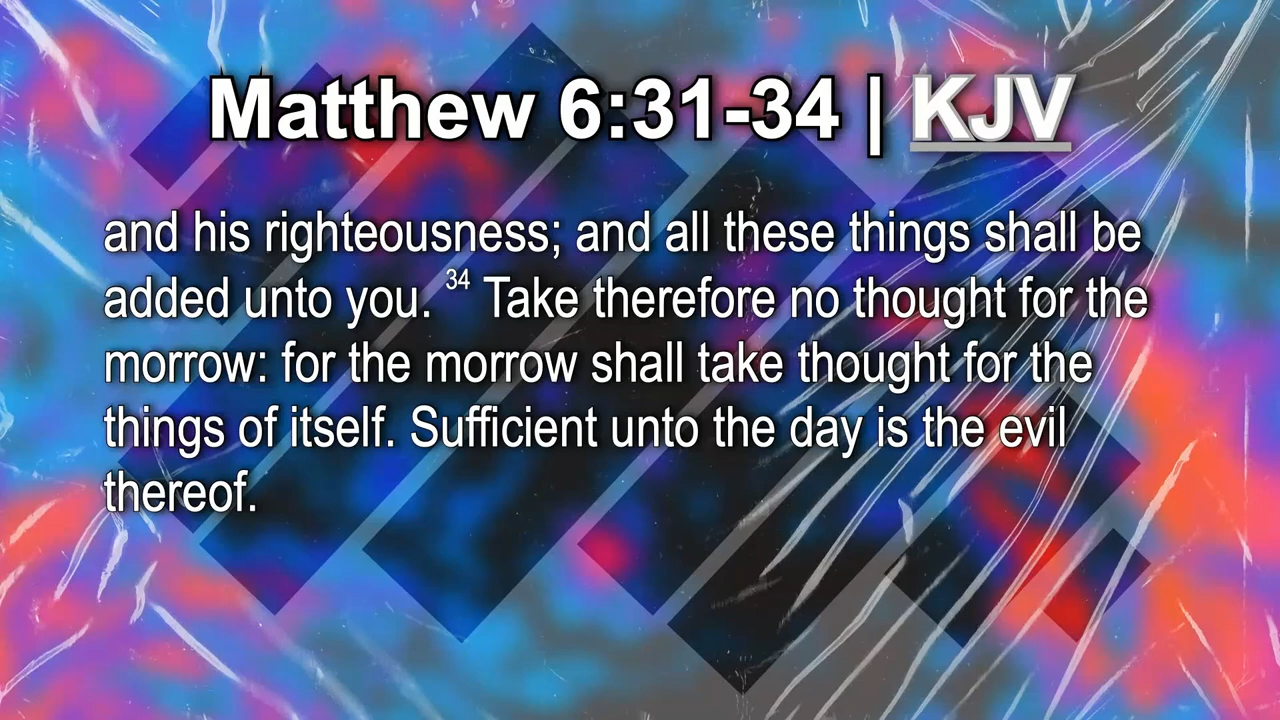 Matthew 6:31-34 | KJV
and his righteousness; and all these things shall be
added unto you. 34 Take therefore no thought for the
morrow: for the morrow shall take thought for the
things of itself. Sufficient unto the day is the evil
thereof.